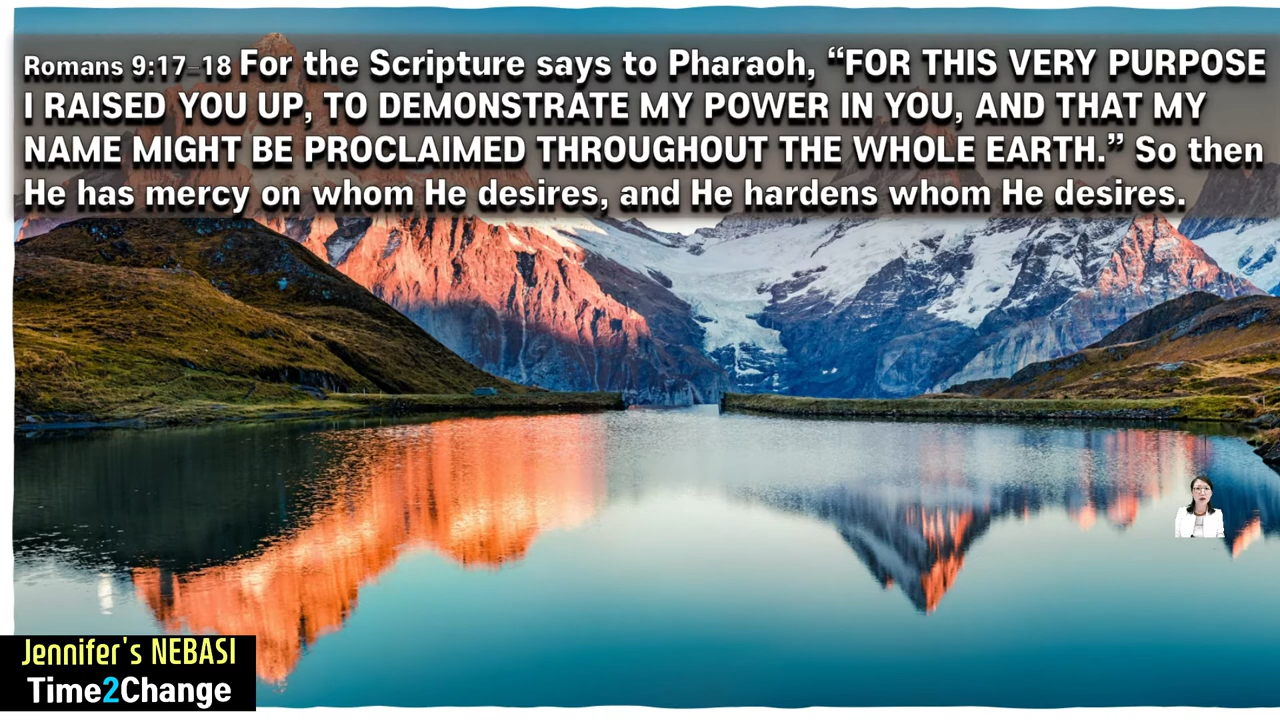 Romans 9:17–18 For the Scripture says to Pharaoh, “FOR THIS VERY PURPOSE
I RAISED YOU UP, TO DEMONSTRATE MY POWER IN YOU, AND THAT MY
NAME MIGHT BE PROCLAIMED THROUGHOUT THE WHOLE EARTH.” So then
He has mercy on whom He desires, and He hardens whom He desires.
Jennifer's NEBASI
Time2Change